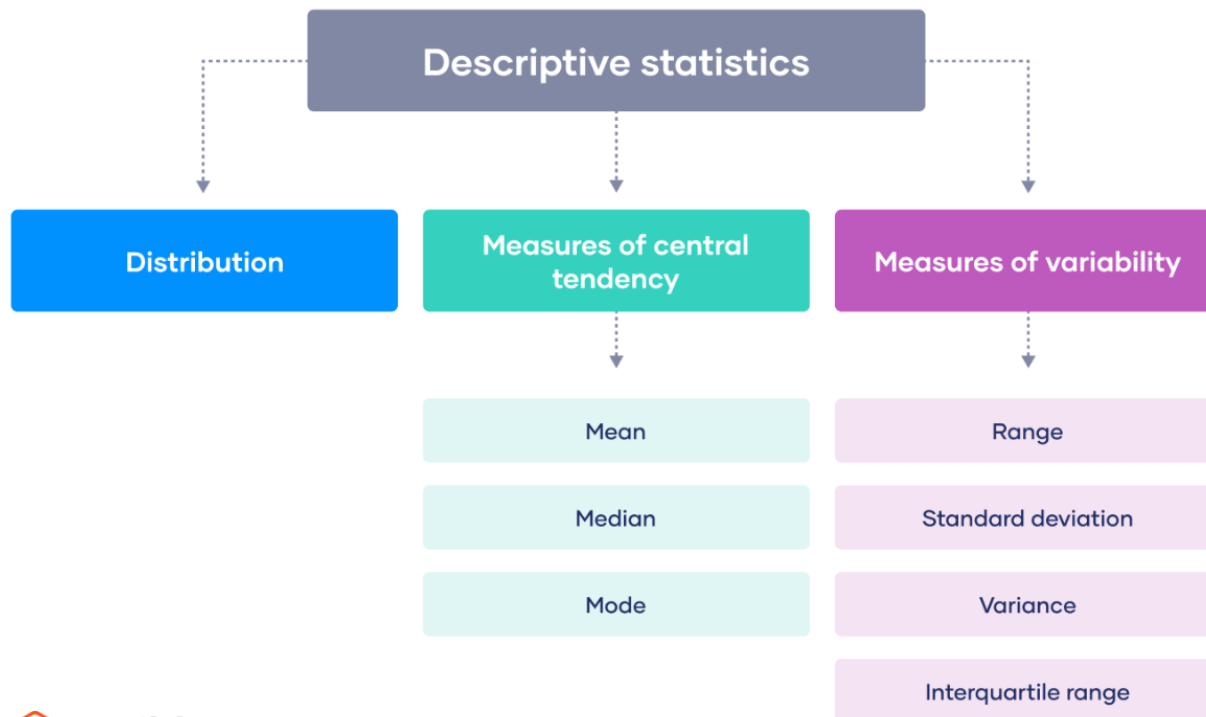 Descriptive statistics
Distribution
Measures of central
tendency
Measures of variability
Mean
Range
Median
Standard deviation
Mode
Variance
Interquartile range